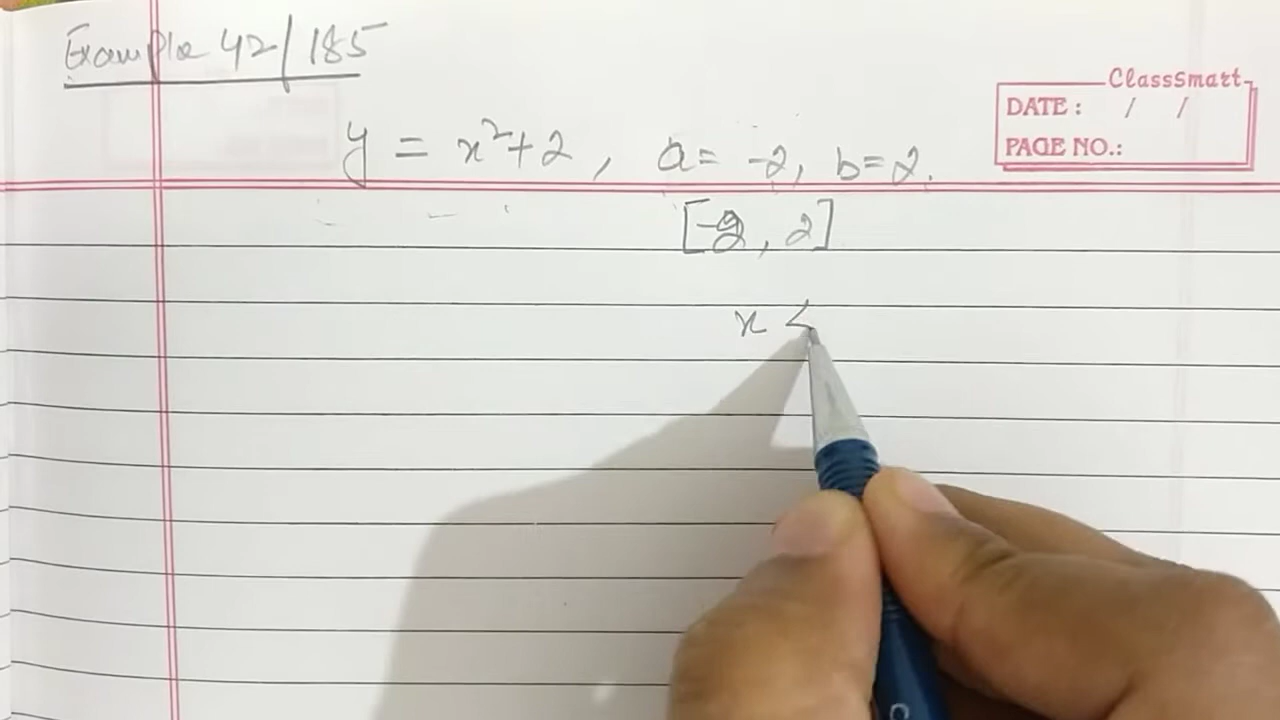 Example 42/185
ClassSmart
DATE : / /
PAGE NO.:
y = x²+2, a= -2, b=2.
[-2, 2]
x <